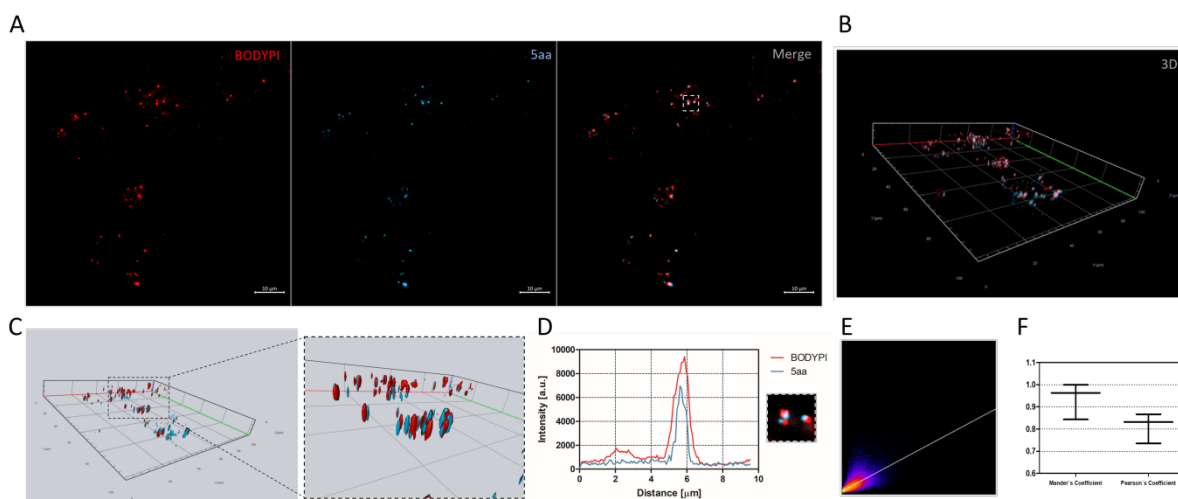 A
BODYPI
5aa
Merge
10 µm
10 µm
10 µm
B
3D
C
D
10000
8000
6000
4000
2000
0
Intensity [a.u.]
0
2
4
6
8
10
Distance [µm]
BODYPI
5aa
E
F
1.1
1.0
0.9
0.8
0.7
0.6
Mander´s Coefficient
Pearson´s Coefficient